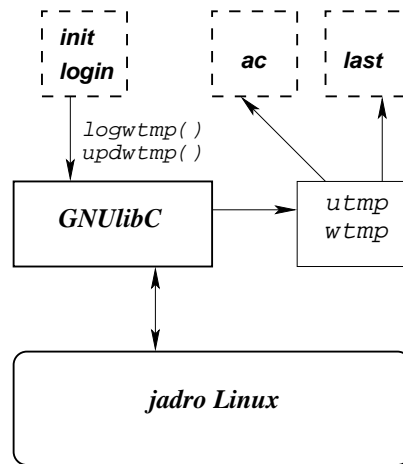 init
login
ac
last
logwtmp()
updwtmp()
GNUlibC
utmp
wtmp
jadro Linux